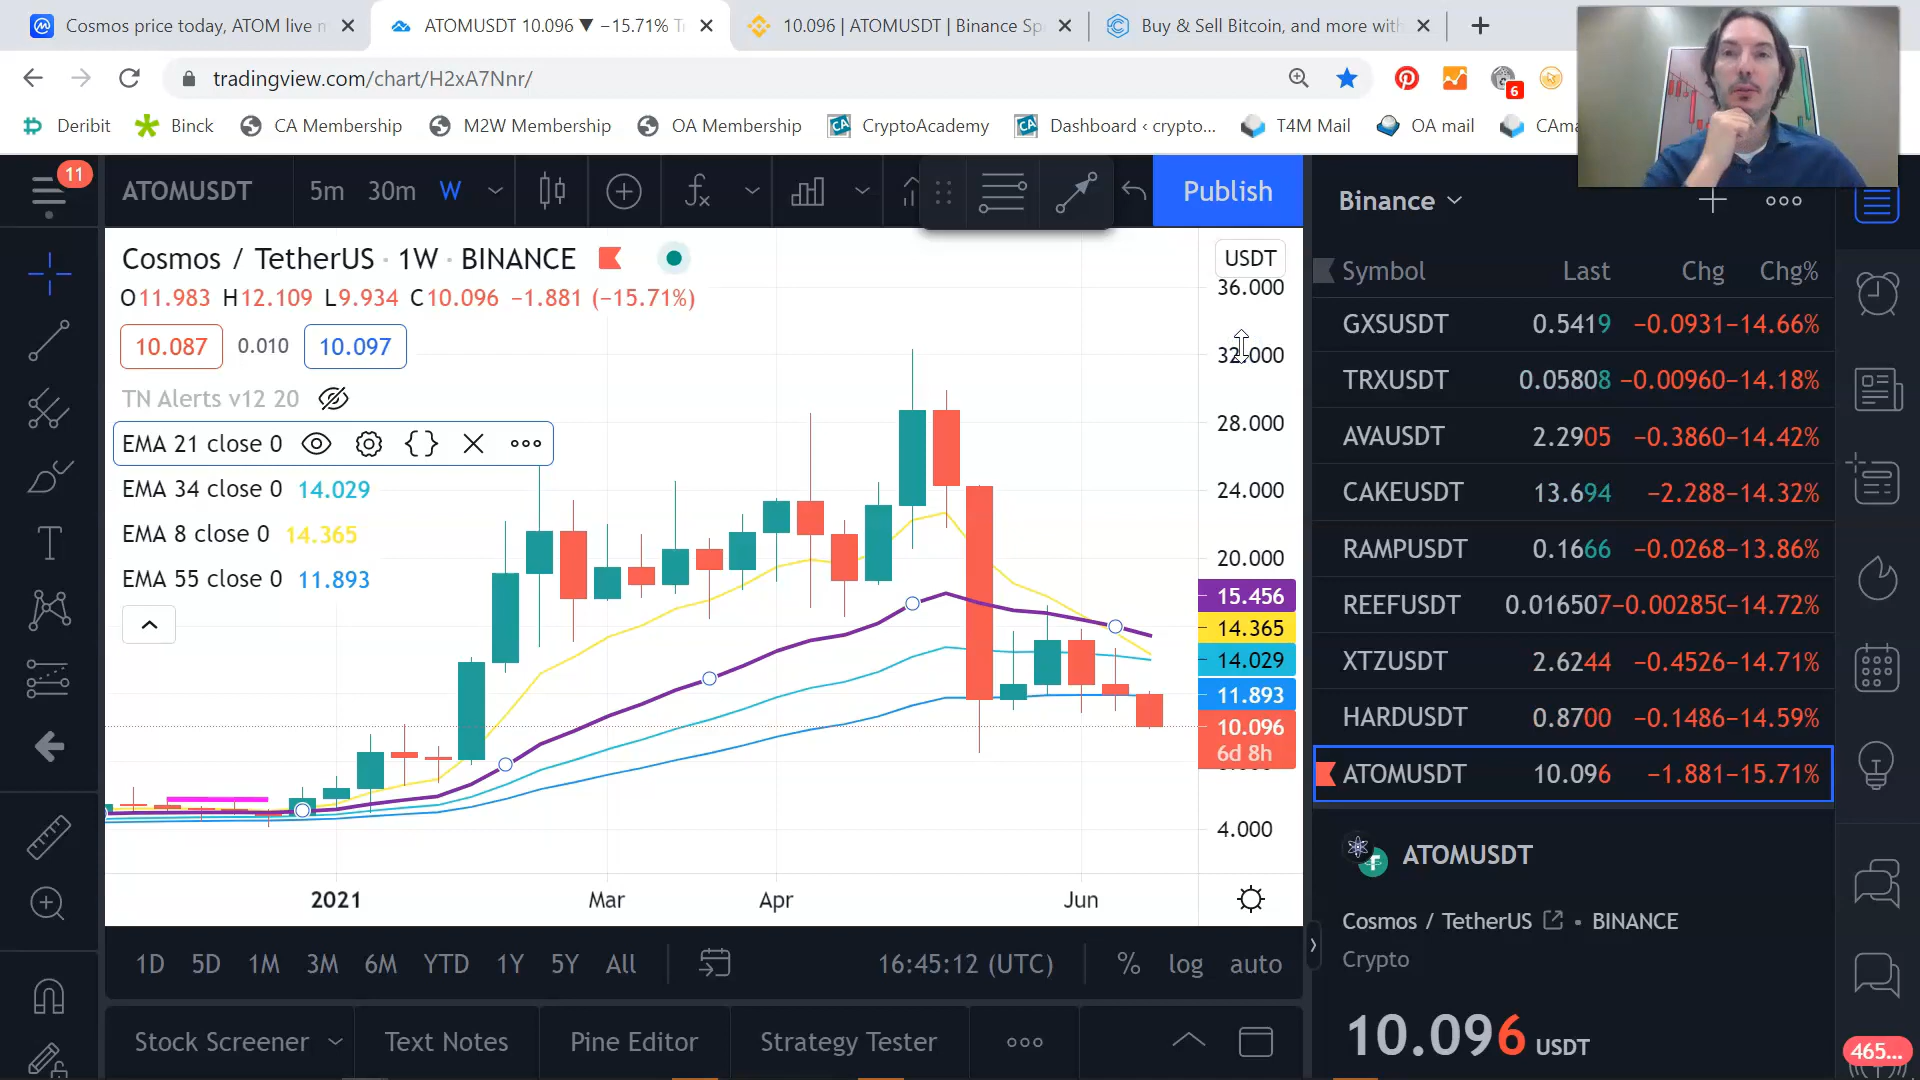 Cosmos price today, ATOM live m
ATOMUSDT 10.096 ▼ −15.71% Tr
10.096 | ATOMUSDT | Binance Sp
Buy & Sell Bitcoin, and more with
tradingview.com/chart/H2xA7Nnr/
6
Deribit
Binck
CA Membership
M2W Membership
OA Membership
CryptoAcademy
Dashboard ‹ crypto...
T4M Mail
OA mail
CAma
11
ATOMUSDT
5m
30m
W
Publish
Binance
Cosmos / TetherUS · 1W · BINANCE
O11.983 H12.109 L9.934 C10.096 −1.881 (−15.71%)
10.087
0.010
10.097
TN Alerts v12 20
EMA 21 close 0
EMA 34 close 0 14.029
EMA 8 close 0 14.365
EMA 55 close 0 11.893
USDT
36.000
32.000
28.000
24.000
20.000
15.456
14.365
14.029
11.893
10.096
6d 8h
4.000
2021
Mar
Apr
Jun
Symbol Last Chg Chg%
GXSUSDT 0.5419 −0.0931 −14.66%
TRXUSDT 0.05808 −0.00960 −14.18%
AVAUSDT 2.2905 −0.3860 −14.42%
CAKEUSDT 13.694 −2.288 −14.32%
RAMPUSDT 0.1666 −0.0268 −13.86%
REEFUSDT 0.016507 −0.002850 −14.72%
XTZUSDT 2.6244 −0.4526 −14.71%
HARDUSDT 0.8700 −0.1486 −14.59%
ATOMUSDT 10.096 −1.881 −15.71%
ATOMUSDT
Cosmos / TetherUS · BINANCE
Crypto
10.096 USDT
465...
1D 5D 1M 3M 6M YTD 1Y 5Y All
16:45:12 (UTC)
% log auto
Stock Screener
Text Notes
Pine Editor
Strategy Tester